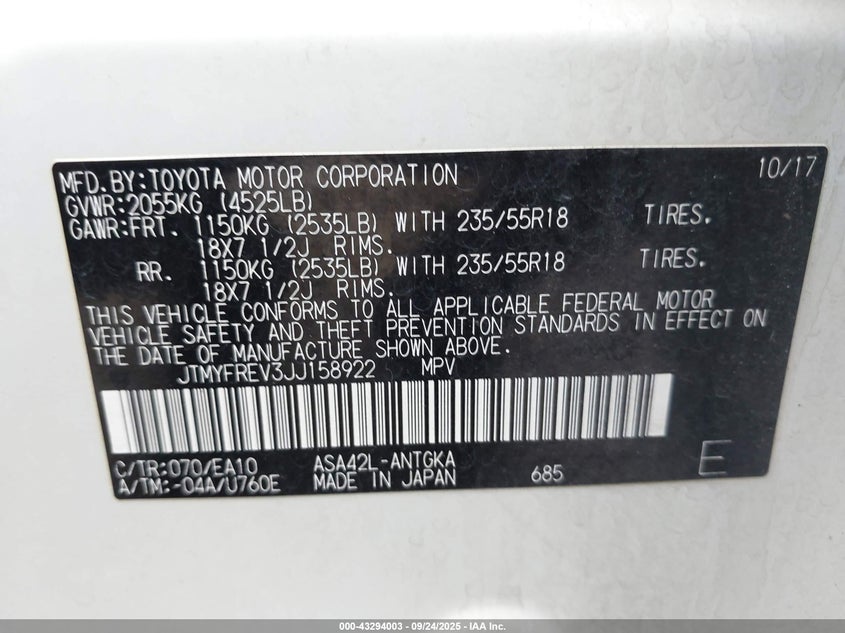 MFD.BY:TOYOTA MOTOR CORPORATION 10/17
GVWR:2055KG (4525LB)
GAWR:FRT. 1150KG (2535LB) WITH 235/55R18 TIRES.
18X7 1/2J RIMS.
RR. 1150KG (2535LB) WITH 235/55R18 TIRES.
18X7 1/2J RIMS.
THIS VEHICLE CONFORMS TO ALL APPLICABLE FEDERAL MOTOR
VEHICLE SAFETY AND THEFT PREVENTION STANDARDS IN EFFECT ON
THE DATE OF MANUFACTURE SHOWN ABOVE.
JTMYFREV3JJ158922 MPV
C/TR:070/EA10 ASA42L-ANTGKA E
A/TM:-04A/U760E MADE IN JAPAN 685
000-43294003 — 09/24/2025 — IAA Inc.